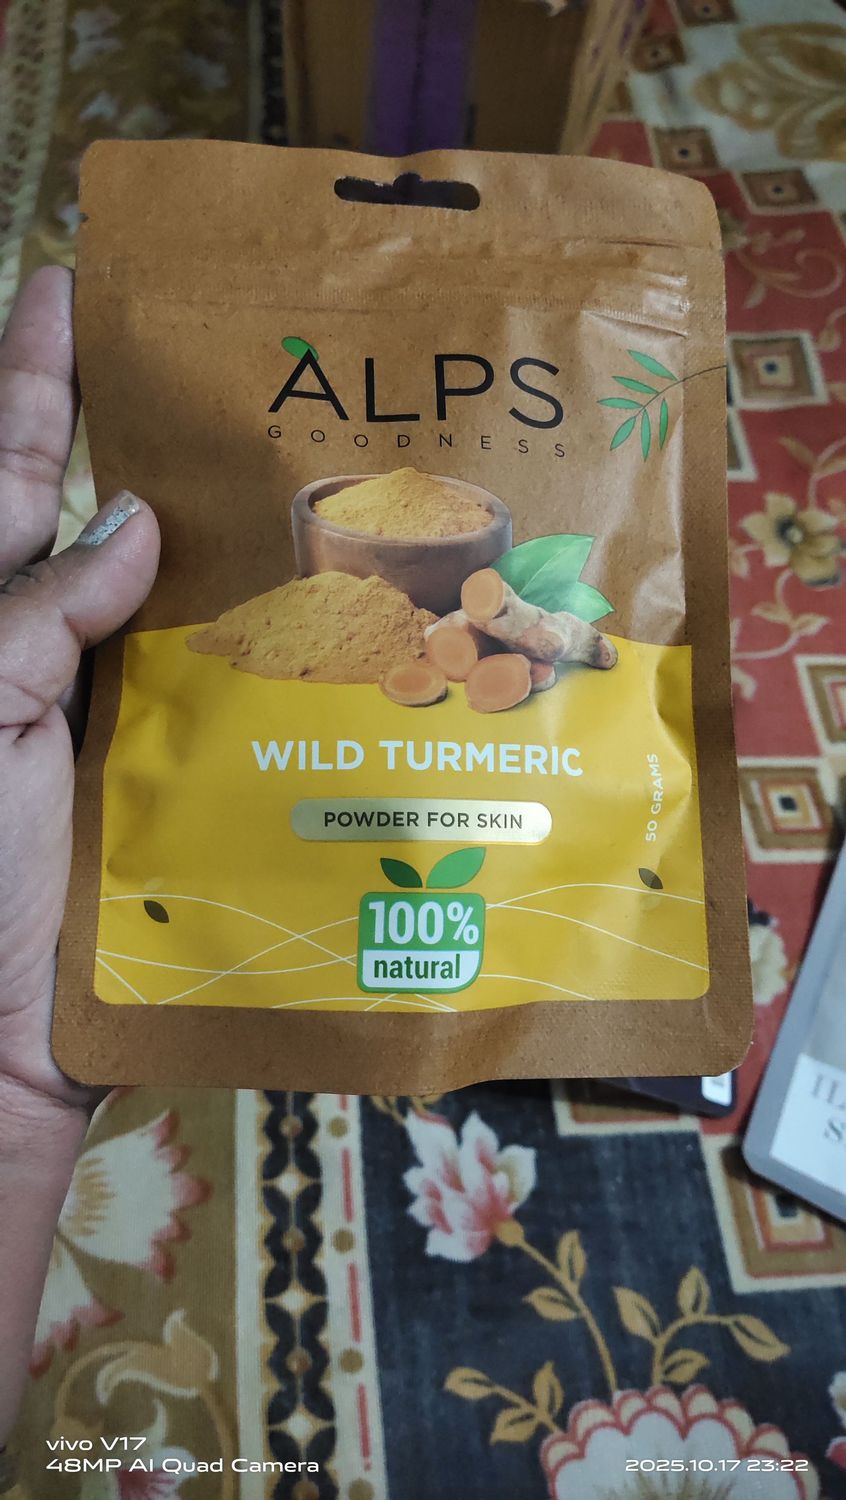 ALPS
GOODNESS
WILD TURMERIC
POWDER FOR SKIN
50 GRAMS
100%
natural
vivo V17
48MP AI Quad Camera
2025.10.17 23:22